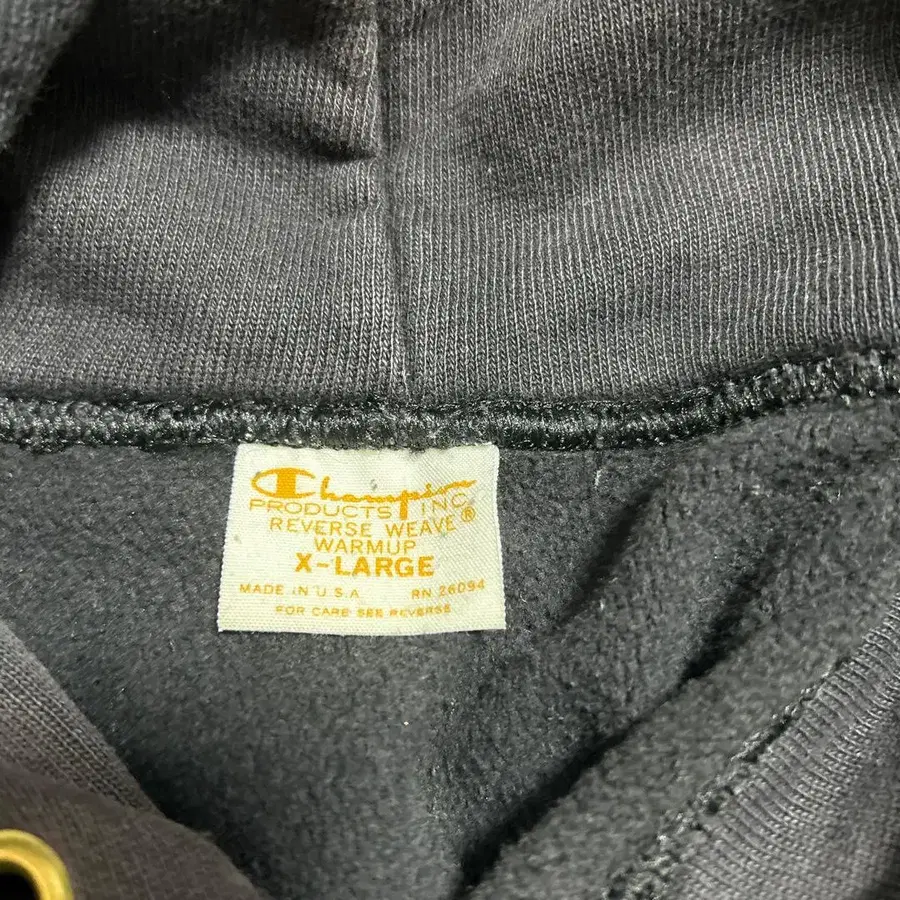 Champion
PRODUCTS INC
REVERSE WEAVE ®
WARMUP
X-LARGE
MADE IN U.S.A. RN 26094
FOR CARE SEE REVERSE